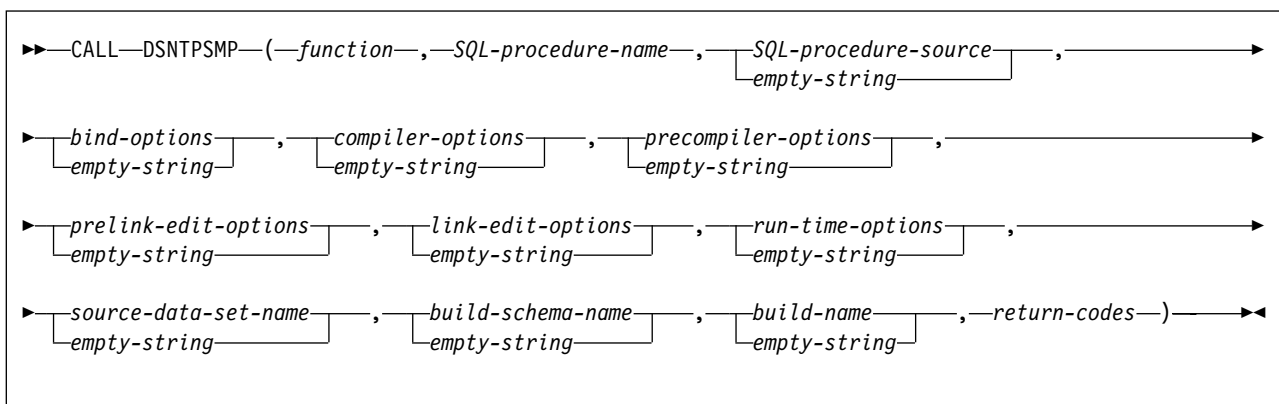 CALL DSNTPSMP ( function , SQL-procedure-name , SQL-procedure-source ,
empty-string
bind-options , compiler-options , precompiler-options ,
empty-string empty-string empty-string
prelink-edit-options , link-edit-options , run-time-options ,
empty-string empty-string empty-string
source-data-set-name , build-schema-name , build-name , return-codes )
empty-string empty-string empty-string